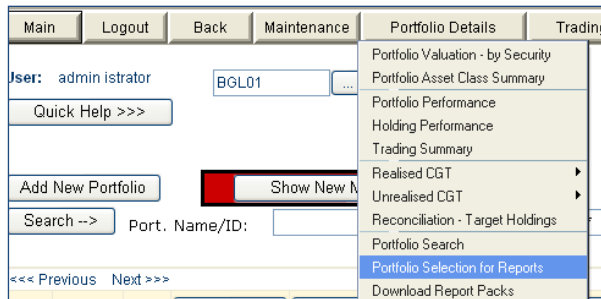 Main Logout Back Maintenance Portfolio Details Trading
User: admin istrator BGL01 ...
Quick Help >>>
Add New Portfolio Show New M
Search --> Port. Name/ID:
<<< Previous Next >>>
Portfolio Valuation - by Security
Portfolio Asset Class Summary
Portfolio Performance
Holding Performance
Trading Summary
Realised CGT
Unrealised CGT
Reconciliation - Target Holdings
Portfolio Search
Portfolio Selection for Reports
Download Report Packs